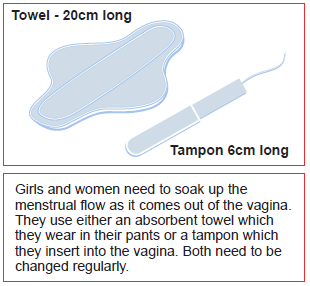 Towel - 20cm long
Tampon 6cm long
Girls and women need to soak up the
menstrual flow as it comes out of the vagina.
They use either an absorbent towel which
they wear in their pants or a tampon which
they insert into the vagina. Both need to be
changed regularly.